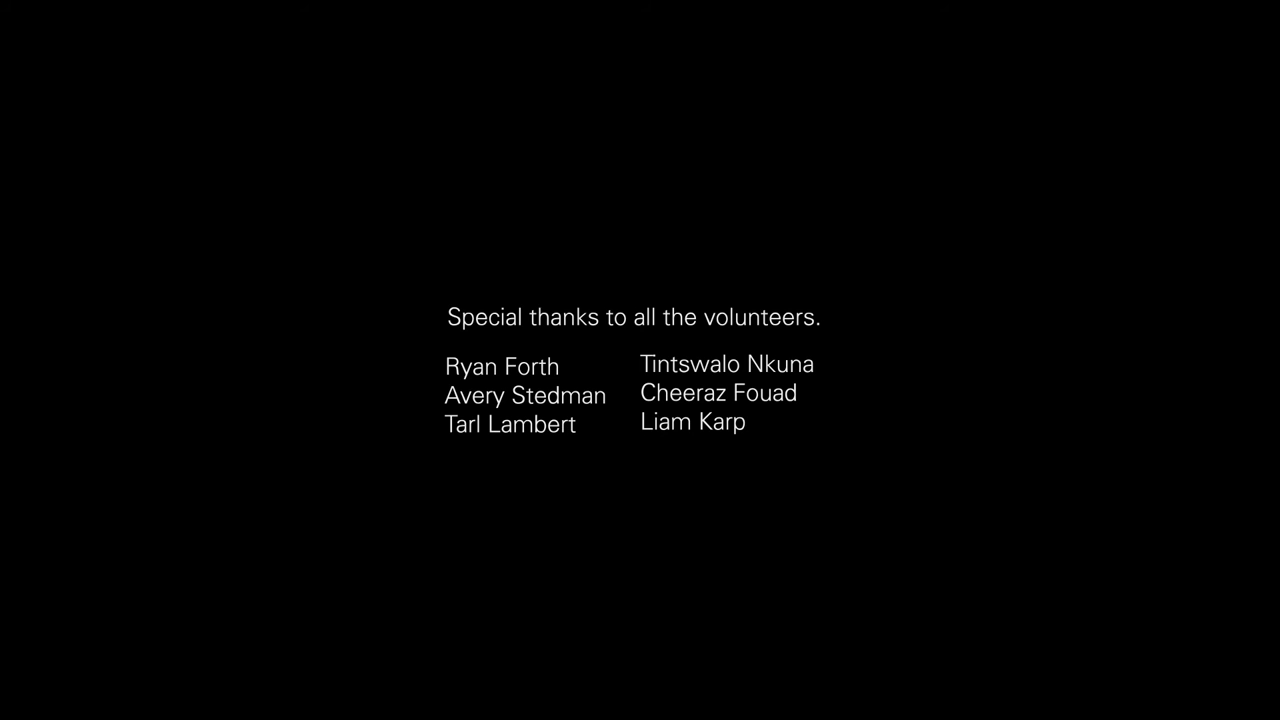 Special thanks to all the volunteers.
Ryan Forth
Avery Stedman
Tarl Lambert
Tintswalo Nkuna
Cheeraz Fouad
Liam Karp